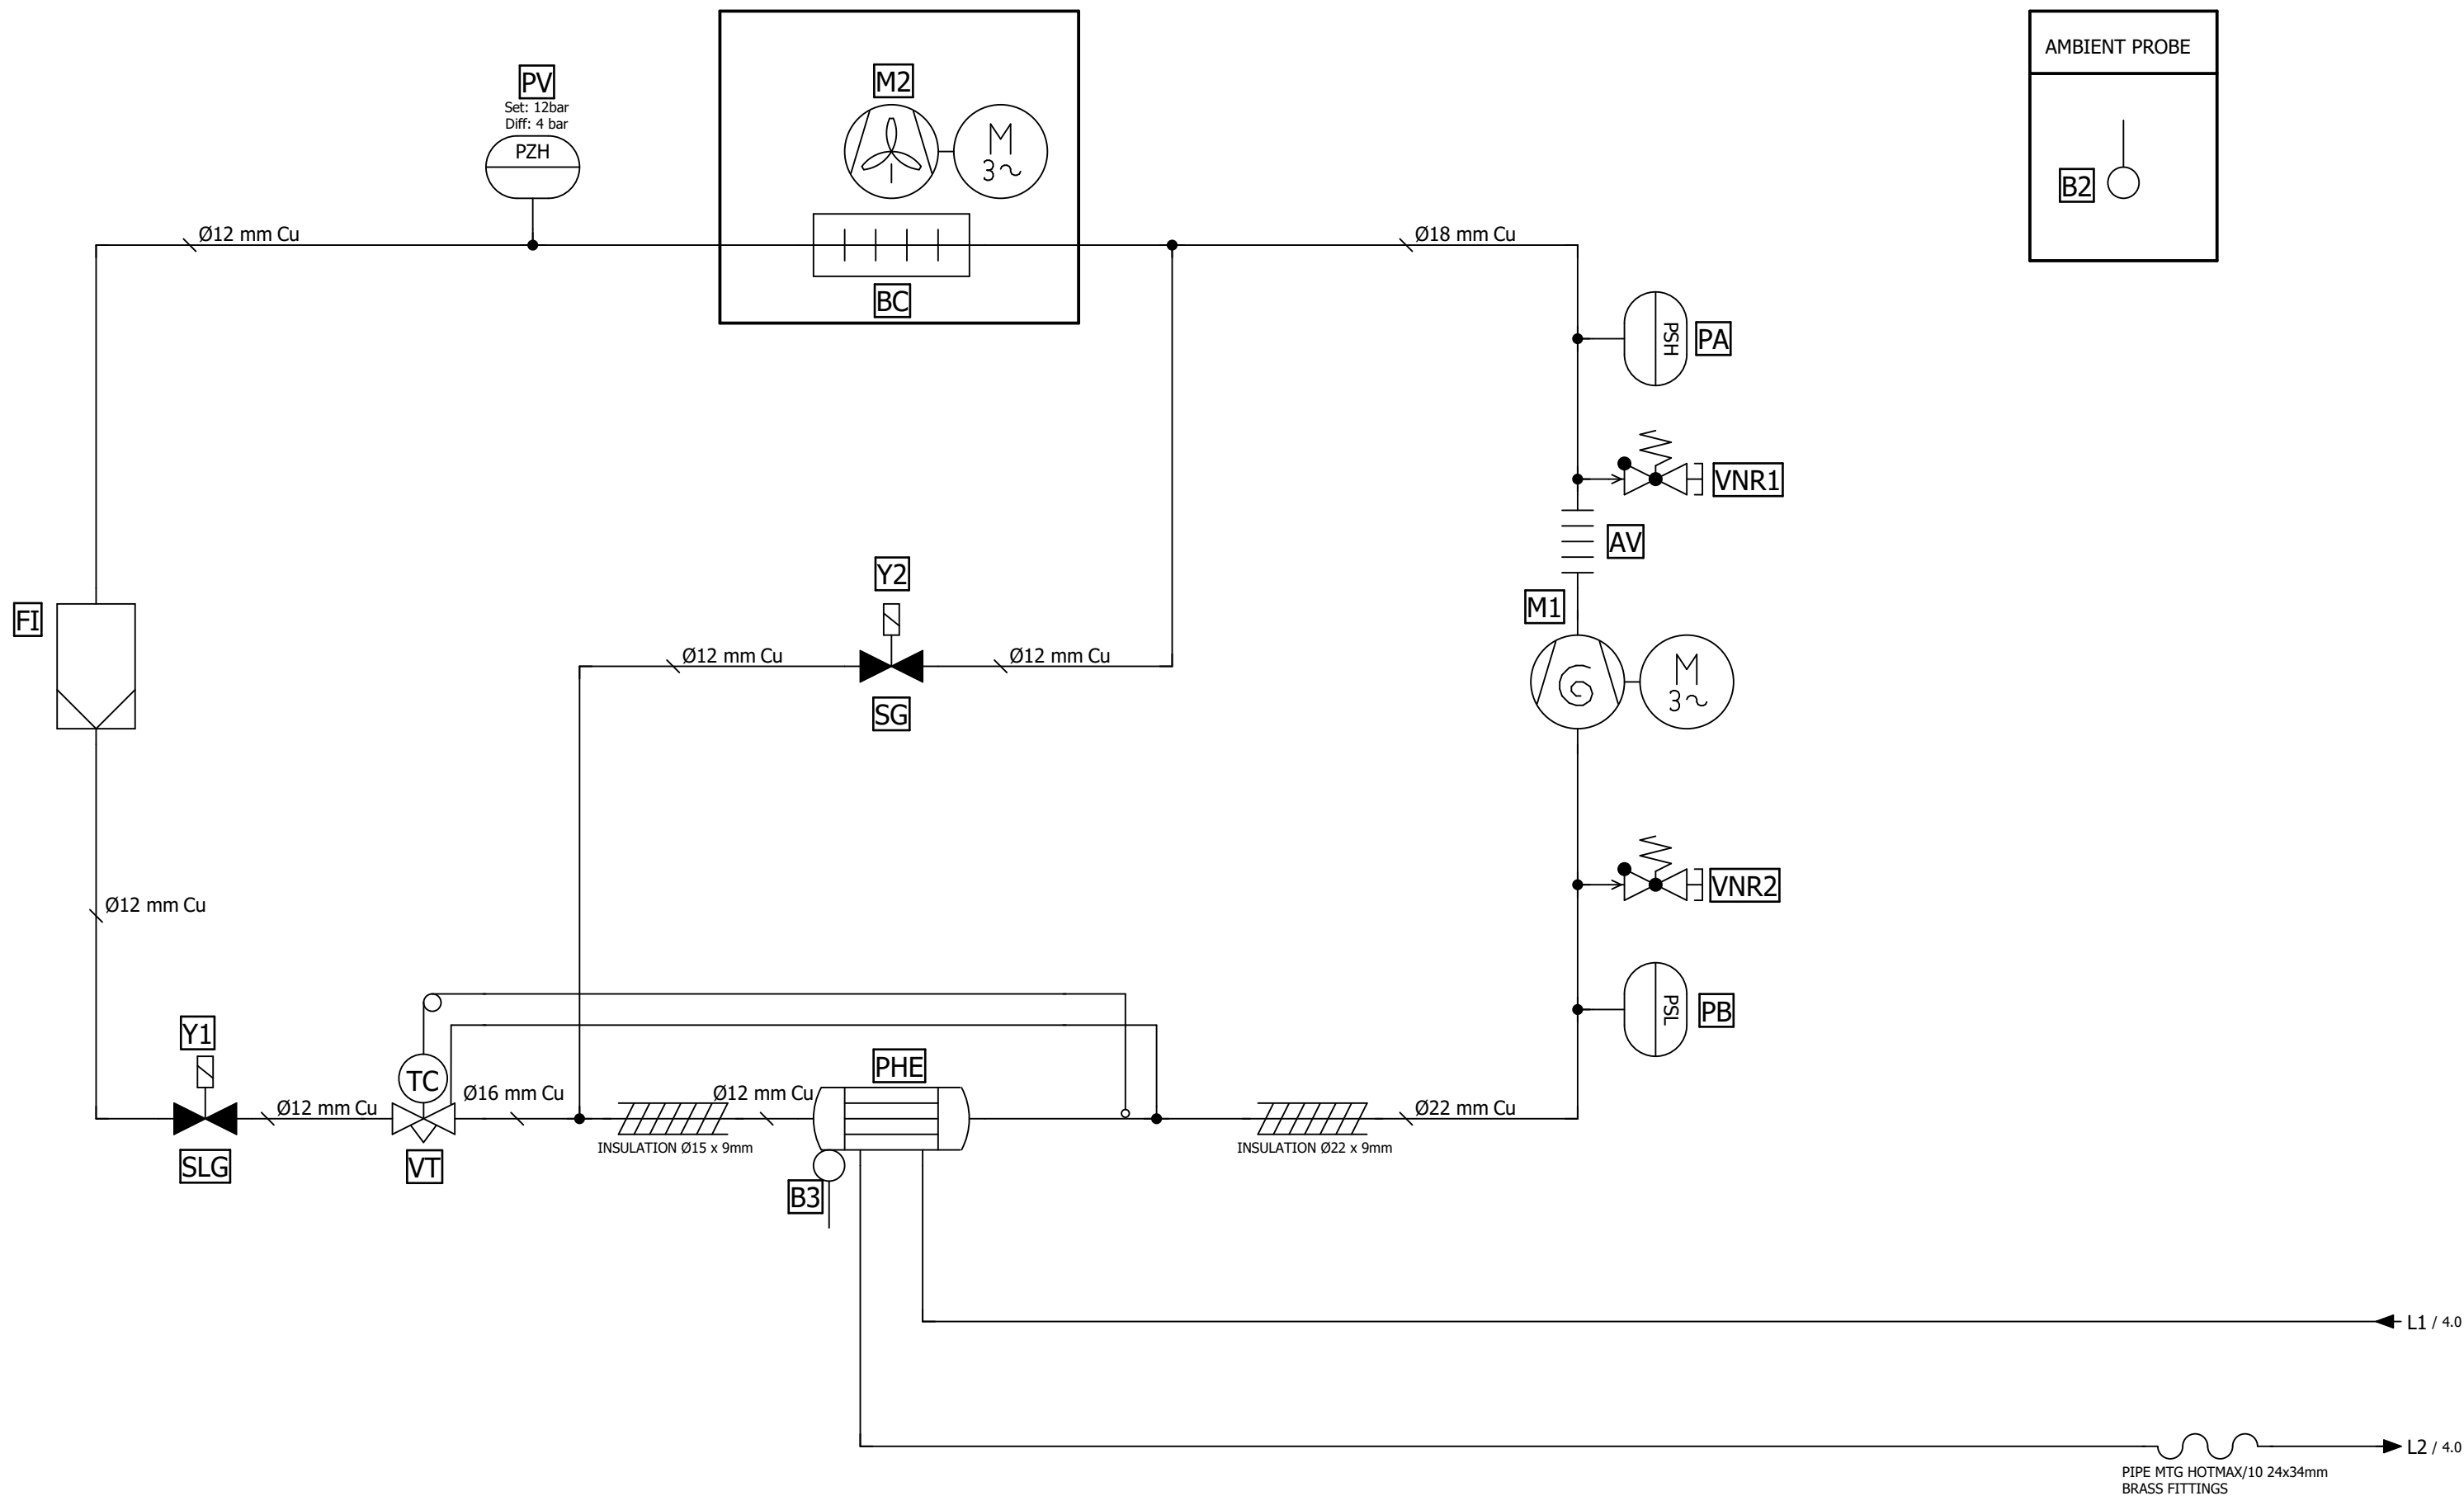 AMBIENT PROBE
PV
Set: 12bar
Diff: 4 bar
PZH
M2
M
3~
B2
Ø12 mm Cu
Ø18 mm Cu
BC
PSH
PA
VNR1
AV
Y2
M1
FI
Ø12 mm Cu
Ø12 mm Cu
M
3~
SG
VNR2
Ø12 mm Cu
PSL
PB
Y1
TC
PHE
Ø12 mm Cu
Ø16 mm Cu
Ø12 mm Cu
Ø22 mm Cu
INSULATION Ø15 x 9mm
INSULATION Ø22 x 9mm
SLG
VT
B3
L1 / 4.0
L2 / 4.0
PIPE MTG HOTMAX/10 24x34mm
BRASS FITTINGS